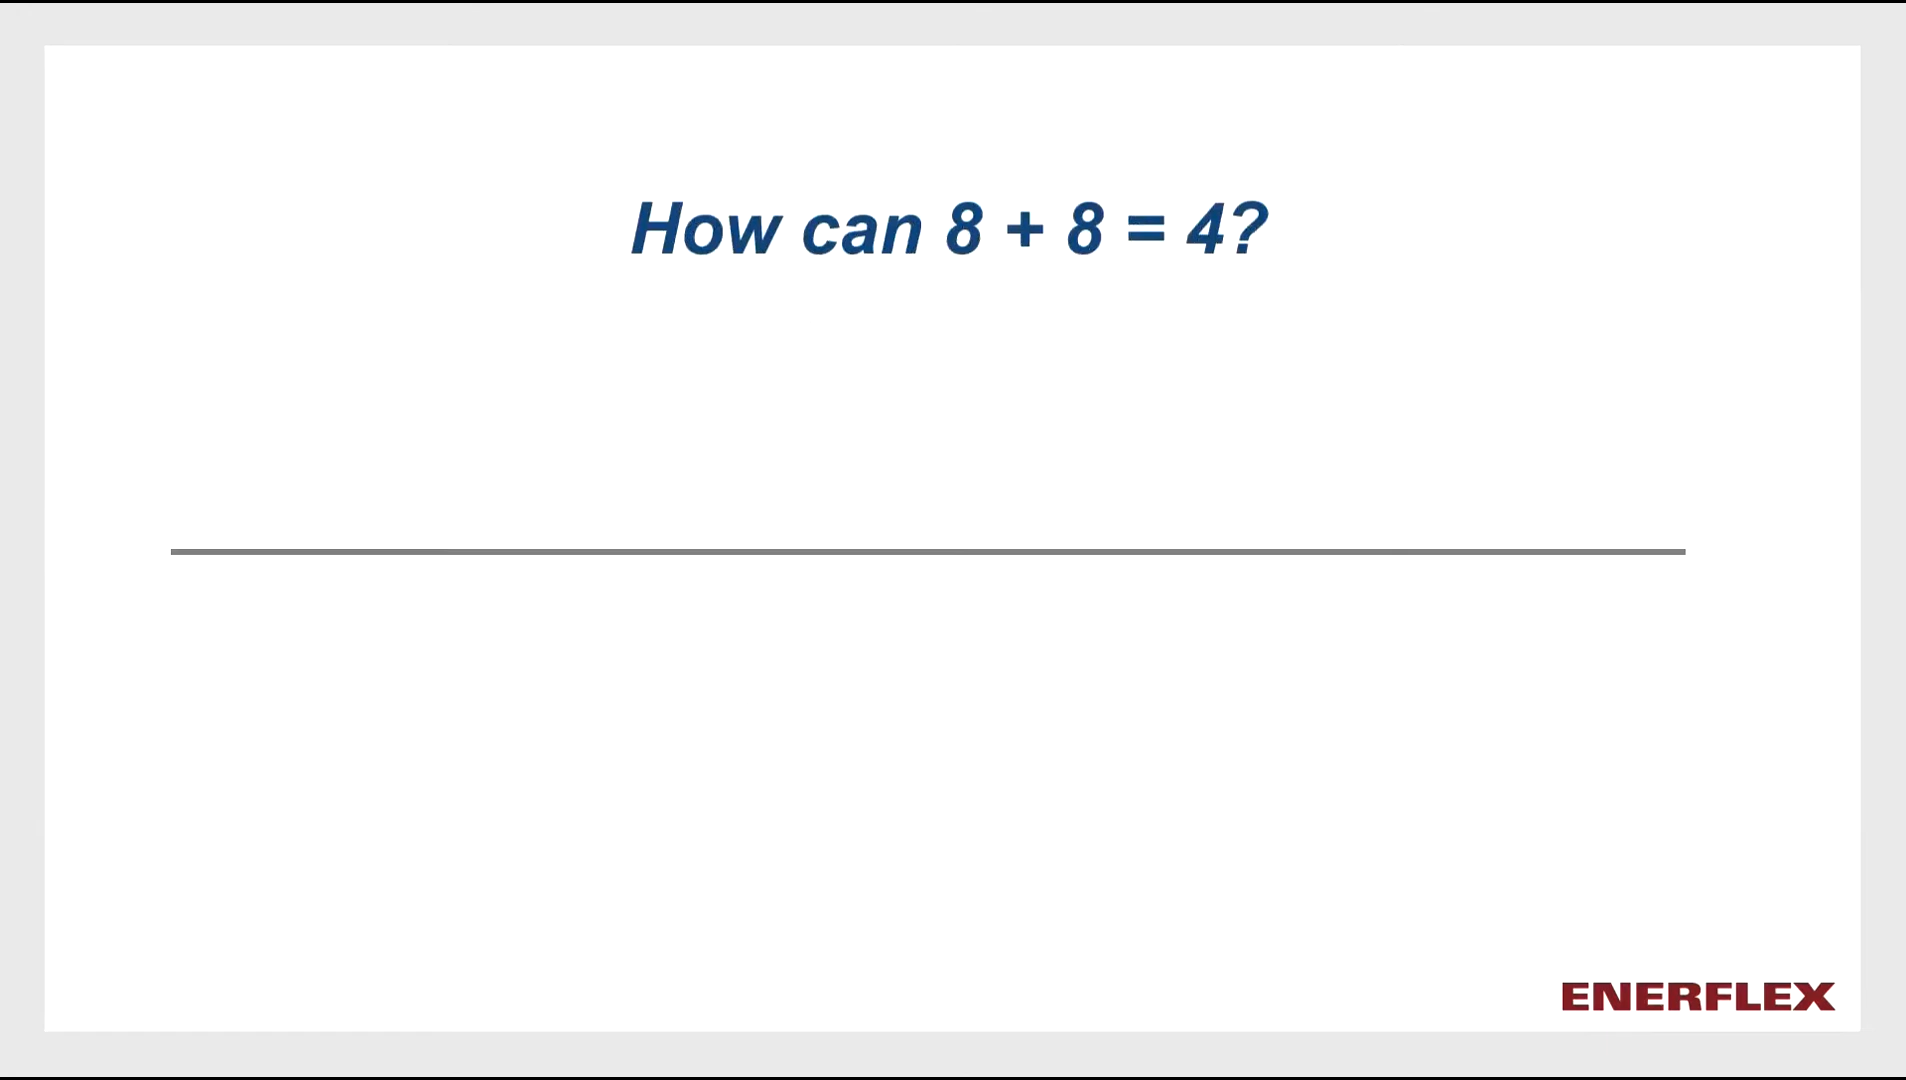 How can 8 + 8 = 4?
ENERFLEX